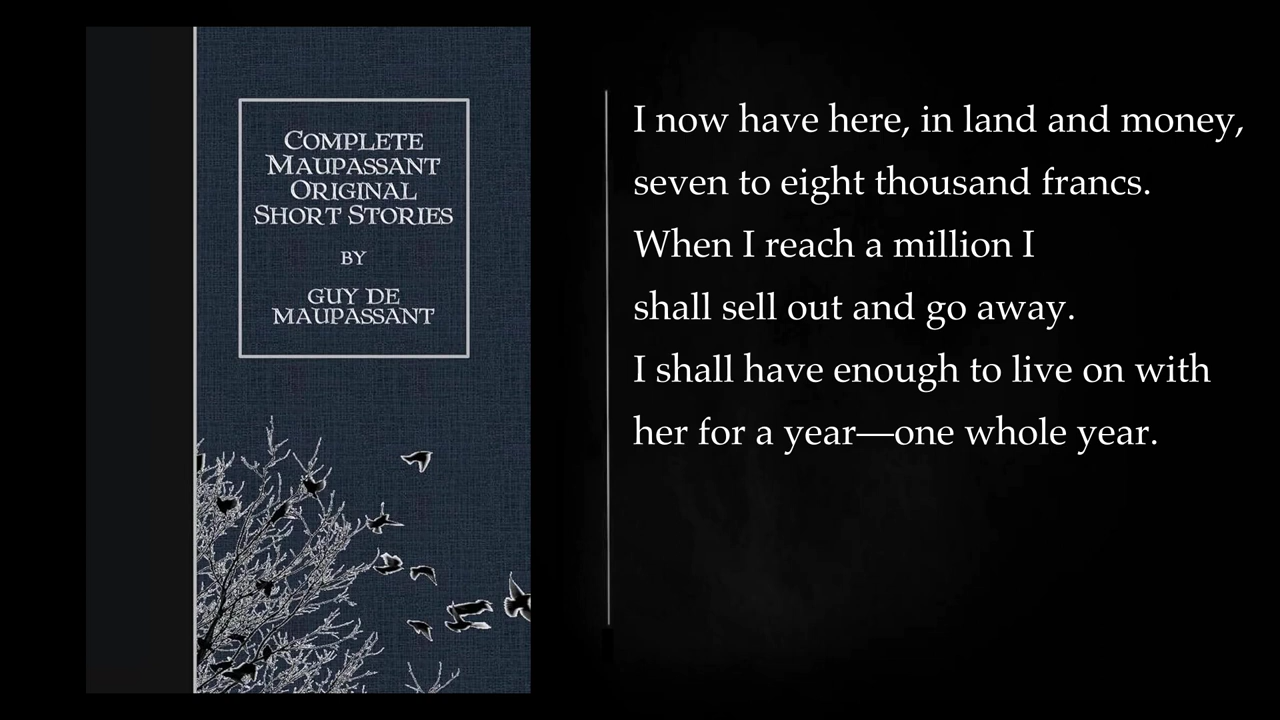 COMPLETE
MAUPASSANT
ORIGINAL
SHORT STORIES
BY
GUY DE
MAUPASSANT
I now have here, in land and money,
seven to eight thousand francs.
When I reach a million I
shall sell out and go away.
I shall have enough to live on with
her for a year—one whole year.